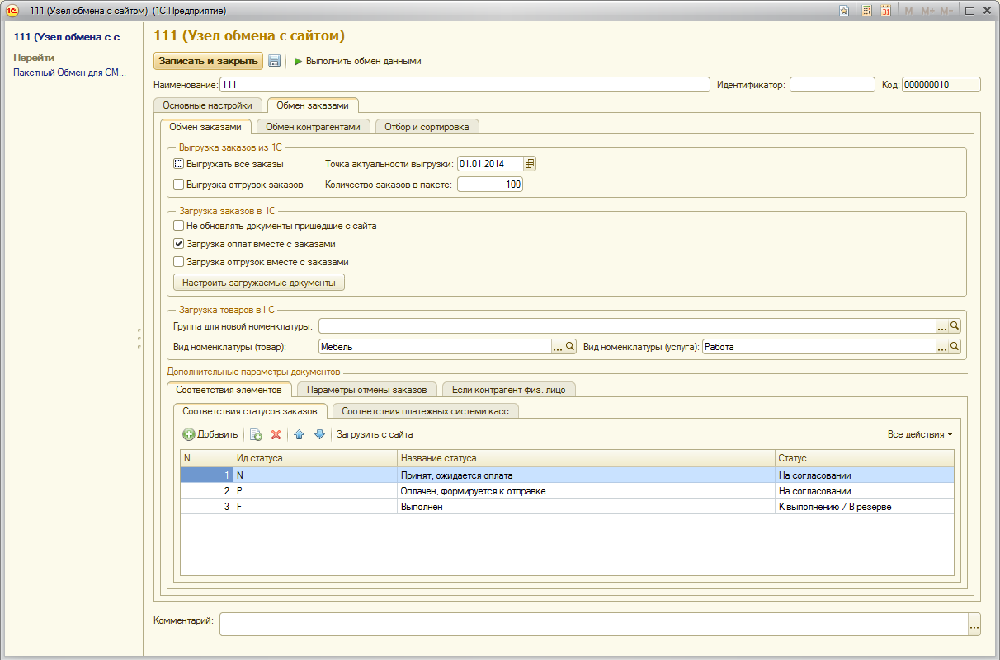 111 (Узел обмена с сайтом) (1С:Предприятие)
31 M M+ M-
111 (Узел обмена с с...
Перейти
Пакетный Обмен для СМ...
111 (Узел обмена с сайтом)
Записать и закрыть Выполнить обмен данными
Наименование: 111 Идентификатор: Код: 000000010
Основные настройки Обмен заказами
Обмен заказами Обмен контрагентами Отбор и сортировка
Выгрузка заказов из 1С
Выгружать все заказы Точка актуальности выгрузки: 01.01.2014
Выгрузка отгрузок заказов Количество заказов в пакете: 100
Загрузка заказов в 1С
Не обновлять документы пришедшие с сайта
Загрузка оплат вместе с заказами
Загрузка отгрузок вместе с заказами
Настроить загружаемые документы
Загрузка товаров в1 С
Группа для новой номенклатуры: ...
Вид номенклатуры (товар): Мебель ... Вид номенклатуры (услуга): Работа ...
Дополнительные параметры документов
Соответствия элементов Параметры отмены заказов Если контрагент физ. лицо
Соответствия статусов заказов Соответствия платежных системи касс
Добавить Загрузить с сайта Все действия
N Ид статуса Название статуса Статус
1 N Принят, ожидается оплата На согласовании
2 P Оплачен, формируется к отправке На согласовании
3 F Выполнен К выполнению / В резерве
Комментарий: ...